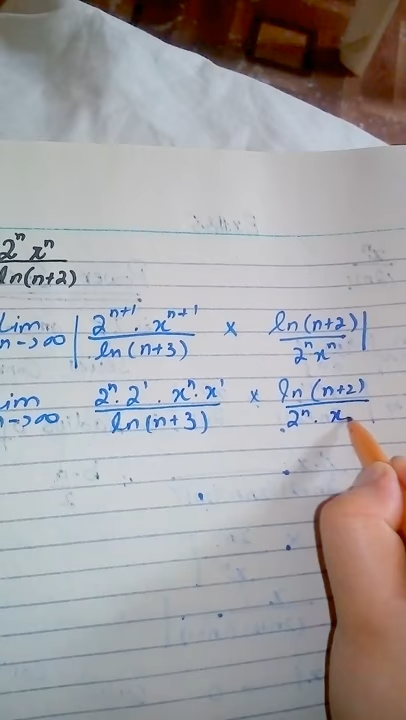 2ⁿ xⁿ / ln(n+2)
lim n→∞ | 2ⁿ⁺¹ · xⁿ⁺¹ / ln(n+3) × ln(n+2) / 2ⁿ xⁿ |
lim n→∞ 2ⁿ · 2¹ · xⁿ · x¹ / ln(n+3) × ln(n+2) / 2ⁿ · x